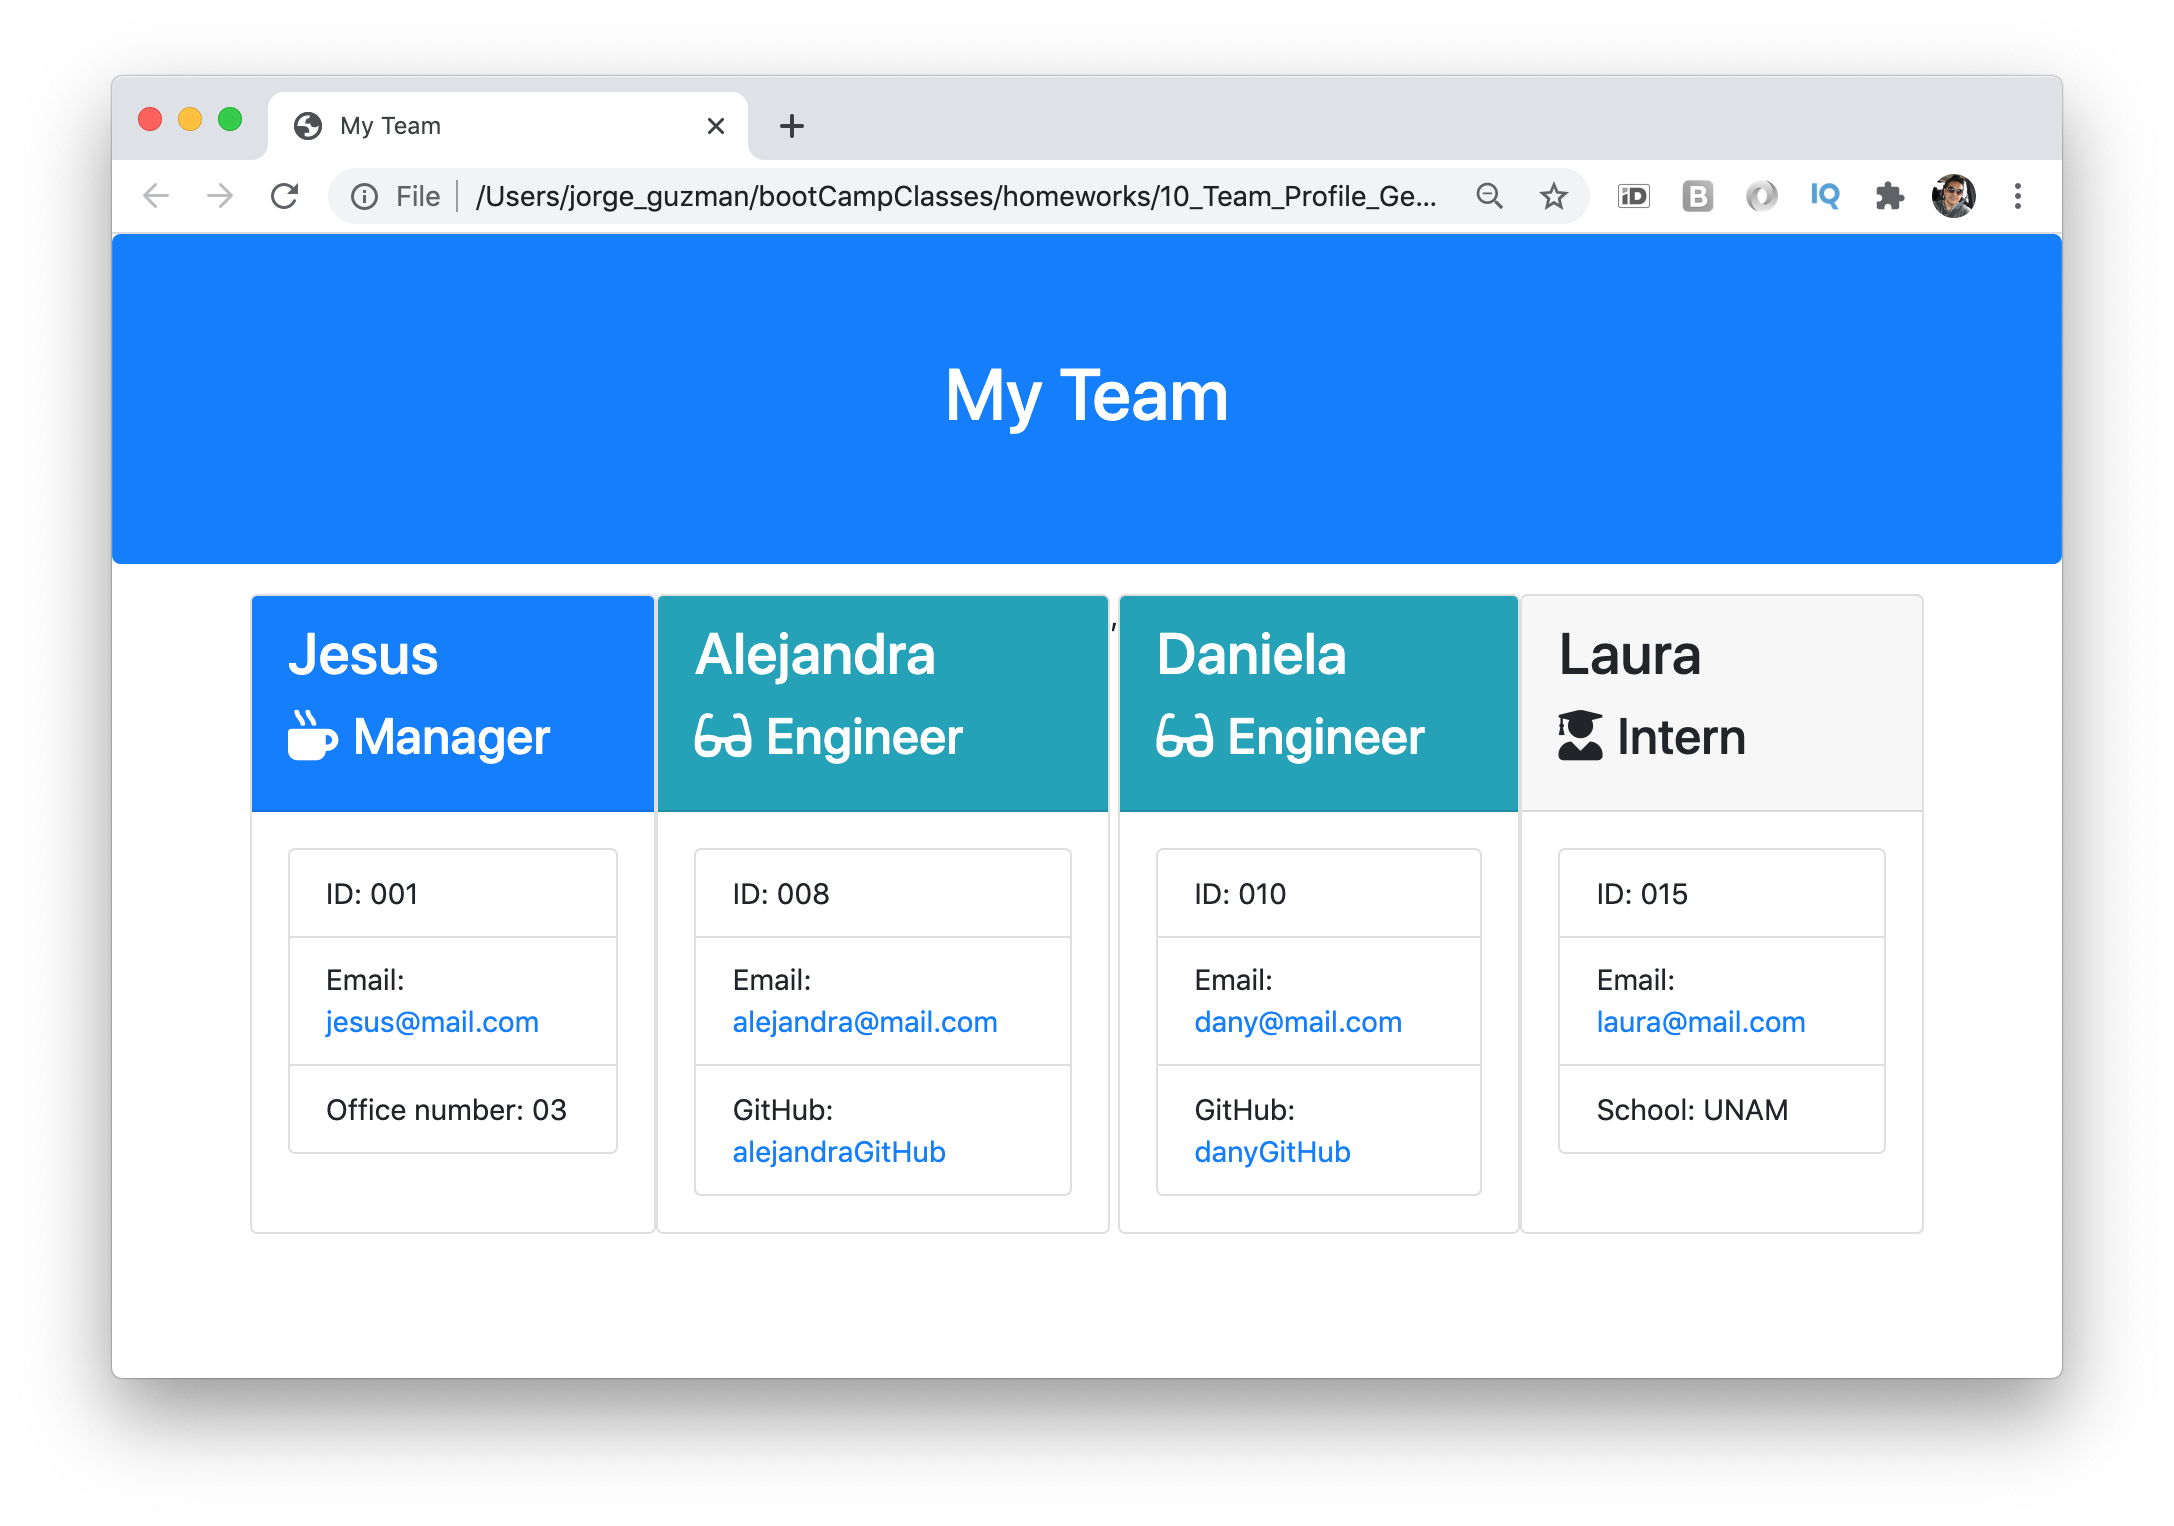 My Team
File
/Users/jorge_guzman/bootCampClasses/homeworks/10_Team_Profile_Ge...
iD
B
IQ
My Team
Jesus
Manager
ID: 001
Email:
jesus@mail.com
Office number: 03
Alejandra
Engineer
ID: 008
Email:
alejandra@mail.com
GitHub:
alejandraGitHub
,
Daniela
Engineer
ID: 010
Email:
dany@mail.com
GitHub:
danyGitHub
Laura
Intern
ID: 015
Email:
laura@mail.com
School: UNAM